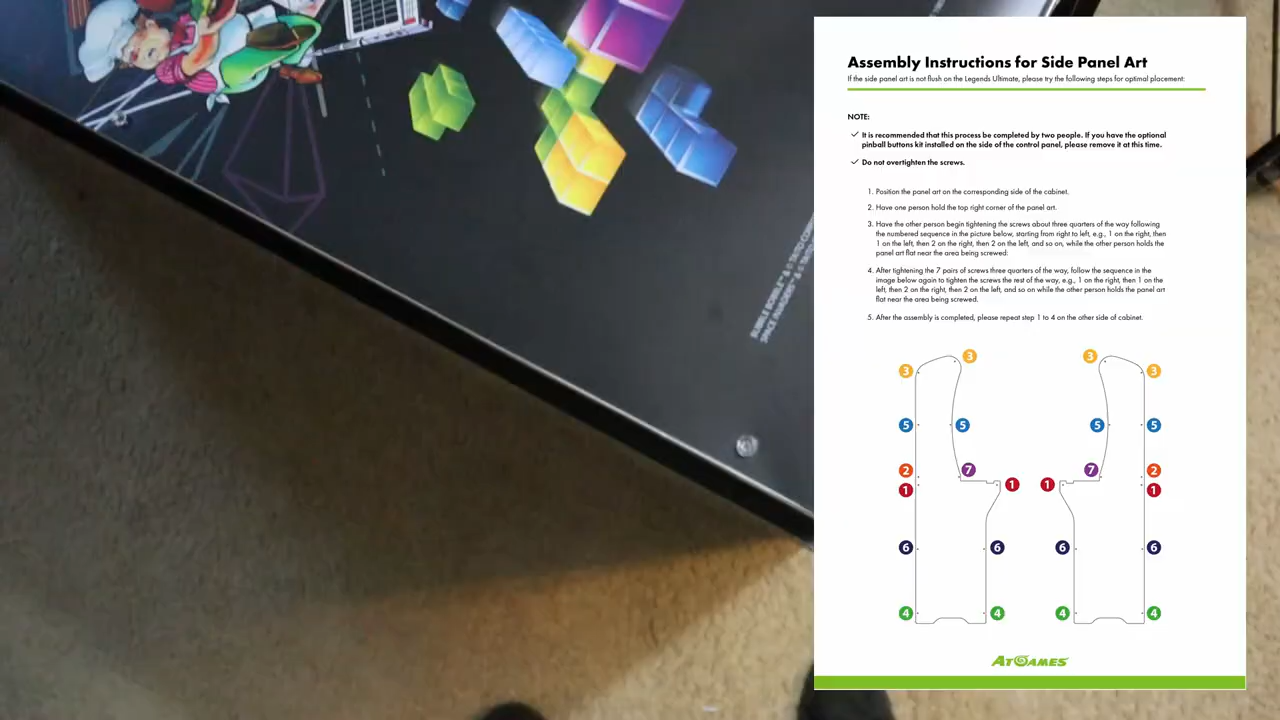 BUBBLE BOBBLE™ & © TAITO
SPACE INVADERS™ & © TAITO
Assembly Instructions for Side Panel Art
If the side panel art is not flush on the Legends Ultimate, please try the following steps for optimal placement:
NOTE:
It is recommended that this process be completed by two people. If you have the optional
pinball buttons kit installed on the side of the control panel, please remove it at this time.
Do not overtighten the screws.
1. Position the panel art on the corresponding side of the cabinet.
2. Have one person hold the top right corner of the panel art.
3. Have the other person begin tightening the screws about three quarters of the way following
the numbered sequence in the picture below, starting from right to left, e.g., 1 on the right, then
1 on the left, then 2 on the right, then 2 on the left, and so on, while the other person holds the
panel art flat near the area being screwed:
4. After tightening the 7 pairs of screws three quarters of the way, follow the sequence in the
image below again to tighten the screws the rest of the way, e.g., 1 on the right, then 1 on the
left, then 2 on the right, then 2 on the left, and so on while the other person holds the panel art
flat near the area being screwed.
5. After the assembly is completed, please repeat step 1 to 4 on the other side of cabinet.
3 3
3 3
5 5 5 5
7 7
2 2
1 1
1 1
6 6 6 6
4 4 4 4
ATGAMES